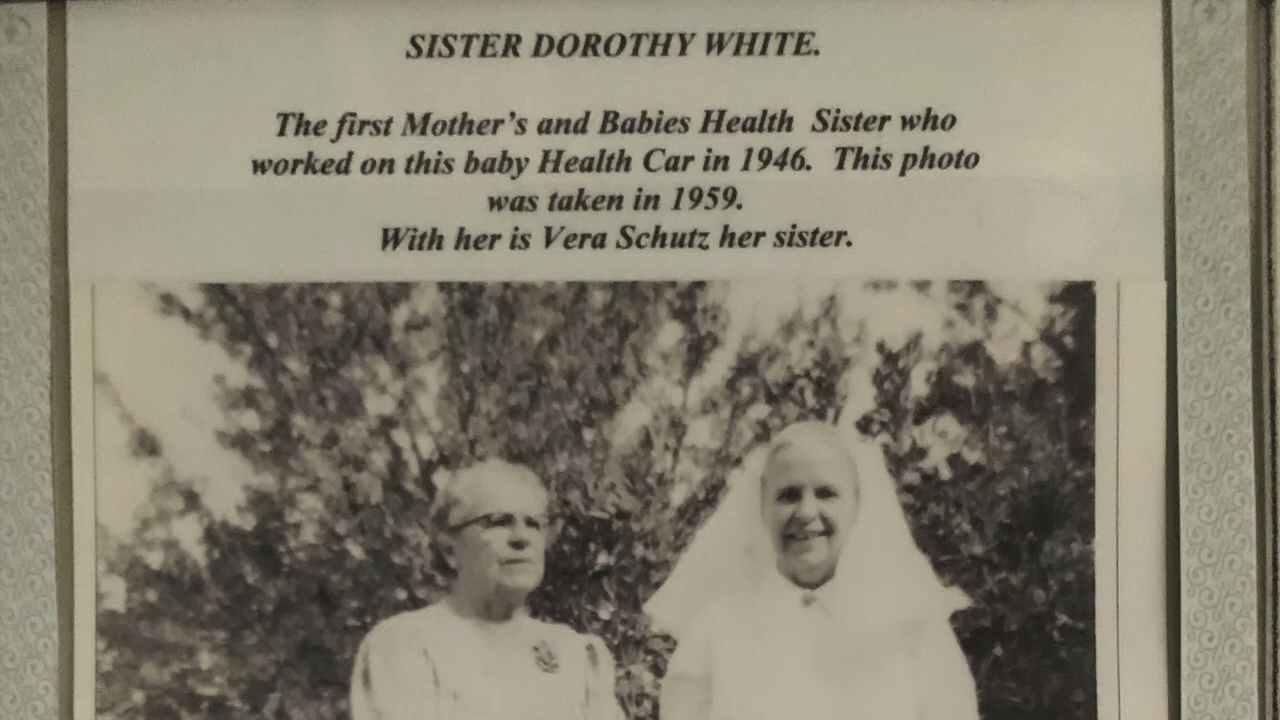 SISTER DOROTHY WHITE.
The first Mother's and Babies Health Sister who
worked on this baby Health Car in 1946. This photo
was taken in 1959.
With her is Vera Schutz her sister.